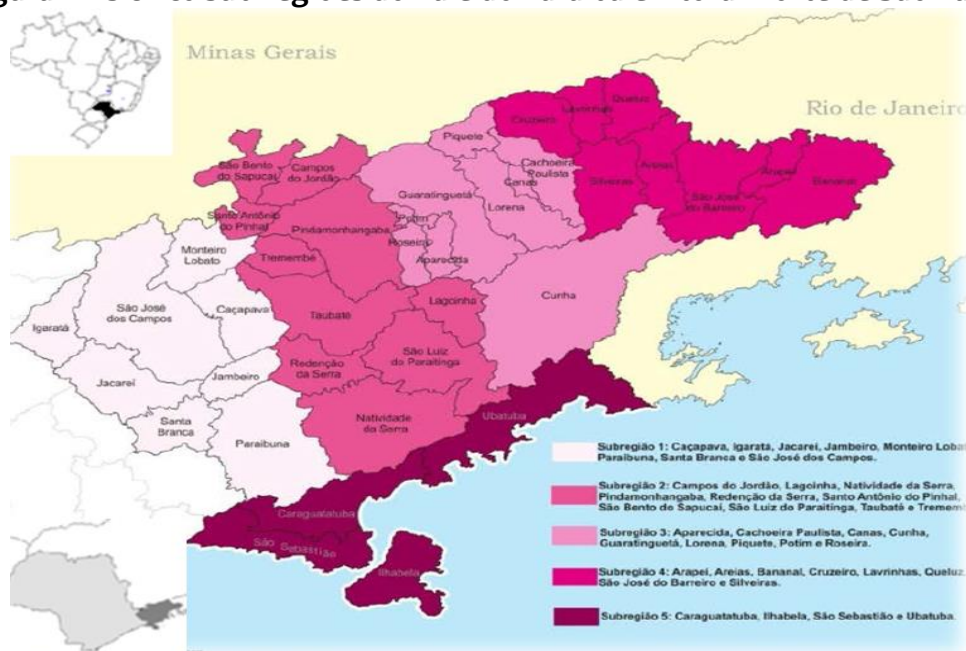 Minas Gerais
Rio de Janeiro
Queluz
Lavrinhas
Cruzeiro
Piquete
Cachoeira
Paulista
Canas
Areias
Arapeí
Bananal
São Bento
do Sapucaí
Campos
do Jordão
Silveiras
São José
do Barreiro
Guaratinguetá
Lorena
Santo Antônio
do Pinhal
Pindamonhangaba
Potim
Roseira
Aparecida
Monteiro
Lobato
Tremembé
Cunha
Lagoinha
Caçapava
São José
dos Campos
Taubaté
Igaratá
São Luiz
do Paraitinga
Redenção
da Serra
Jacareí
Jambeiro
Santa
Branca
Natividade
da Serra
Ubatuba
Paraibuna
Caraguatatuba
São Sebastião
Ilhabela
Subregião 1: Caçapava, Igaratá, Jacareí, Jambeiro, Monteiro Lobat
Paraibuna, Santa Branca e São José dos Campos.
Subregião 2: Campos do Jordão, Lagoinha, Natividade da Serra,
Pindamonhangaba, Redenção da Serra, Santo Antônio do Pinhal,
São Bento do Sapucaí, São Luiz do Paraitinga, Taubaté e Tremem
Subregião 3: Aparecida, Cachoeira Paulista, Canas, Cunha,
Guaratinguetá, Lorena, Piquete, Potim e Roseira.
Subregião 4: Arapeí, Areias, Bananal, Cruzeiro, Lavrinhas, Queluz,
São José do Barreiro e Silveiras.
Subregião 5: Caraguatatuba, Ilhabela, São Sebastião e Ubatuba.